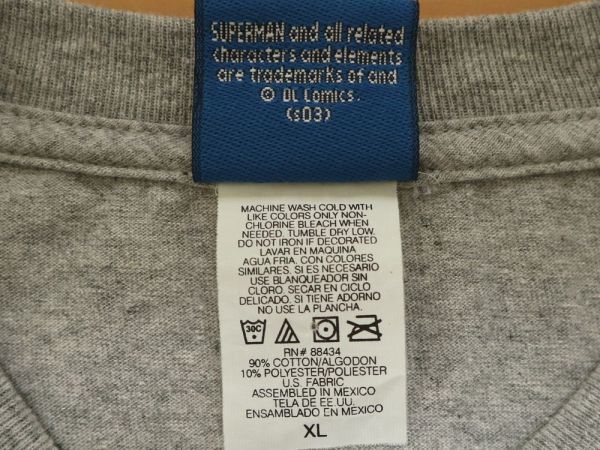 SUPERMAN and all related
characters and elements
are trademarks of and
© DC Comics.
(s03)
MACHINE WASH COLD WITH
LIKE COLORS ONLY NON-
CHLORINE BLEACH WHEN
NEEDED. TUMBLE DRY LOW.
DO NOT IRON IF DECORATED
LAVAR EN MAQUINA
AGUA FRIA, CON COLORES
SIMILARES. SI ES NECESARIO
USE BLANQUEADOR SIN
CLORO. SECAR EN CICLO
DELICADO. SI TIENE ADORNO
NO USE LA PLANCHA.
30C
RN# 88434
90% COTTON/ALGODON
10% POLYESTER/POLIESTER
U.S. FABRIC
ASSEMBLED IN MEXICO
TELA DE EE UU.
ENSAMBLADO EN MEXICO
XL